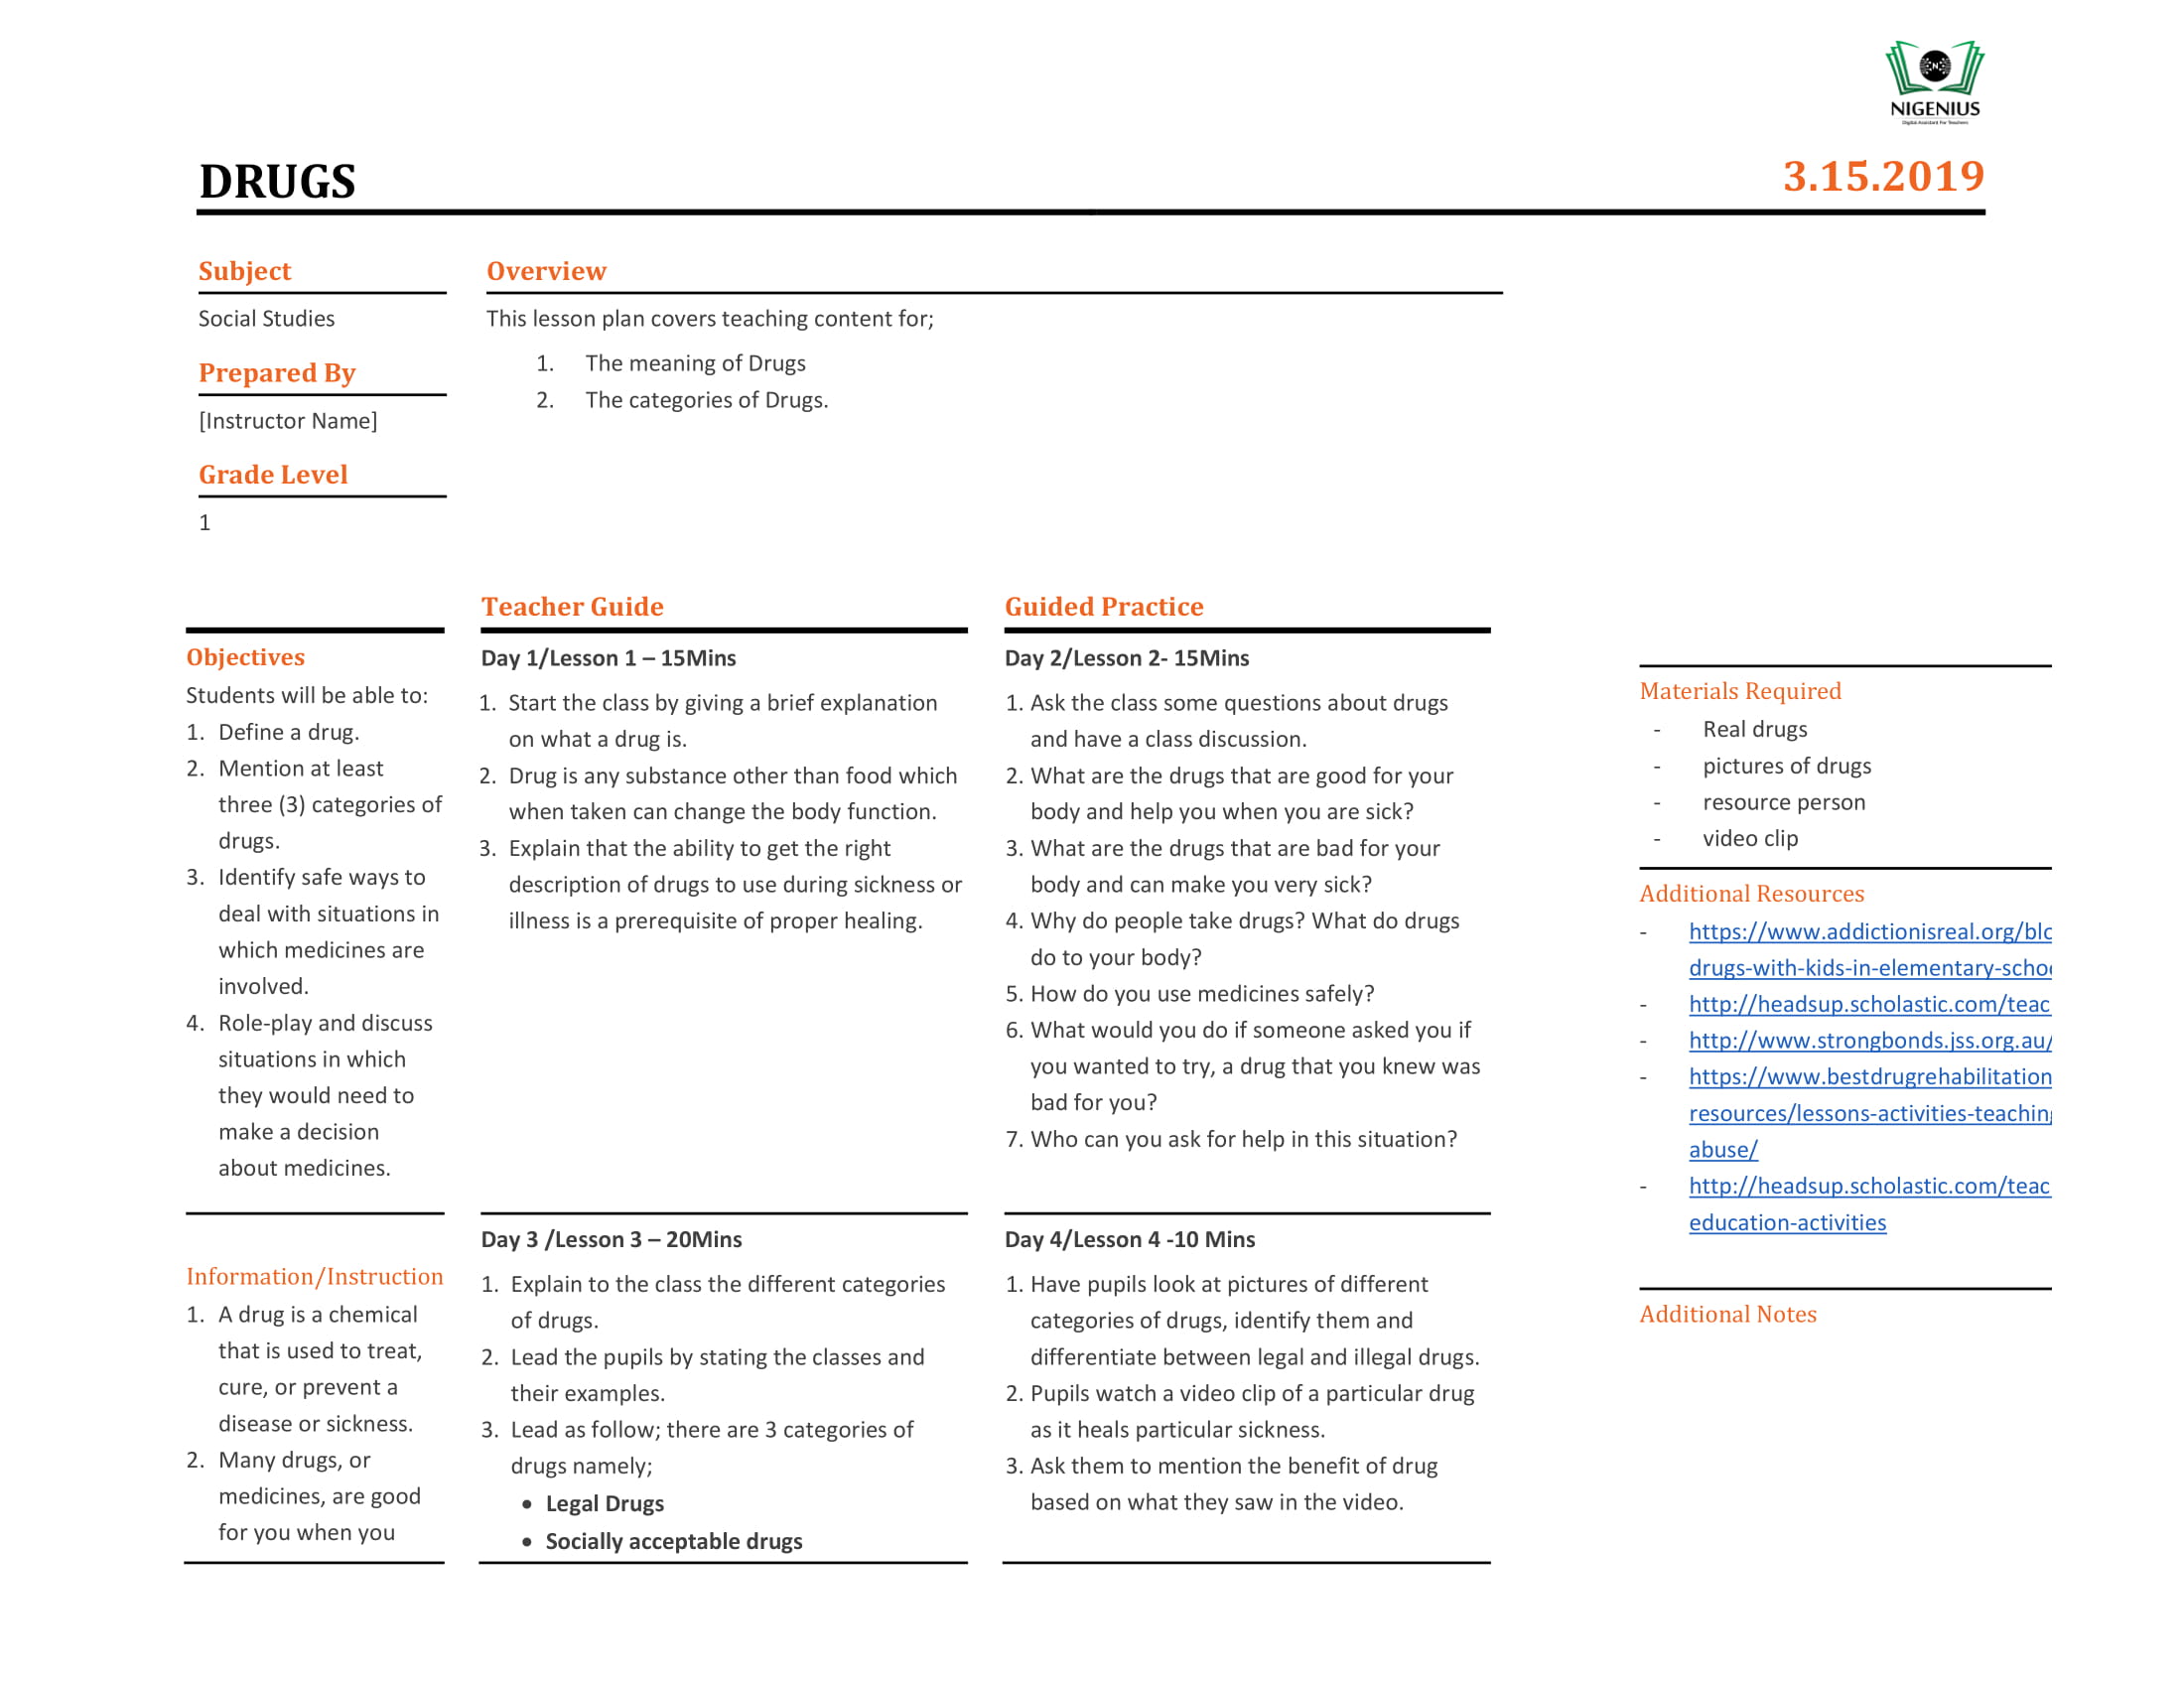 NIGENIUS
Digital Assistant For Teachers
DRUGS
3.15.2019
Subject
Social Studies
Prepared By
[Instructor Name]
Grade Level
1
Overview
This lesson plan covers teaching content for;
1. The meaning of Drugs
2. The categories of Drugs.
Objectives
Students will be able to:
1. Define a drug.
2. Mention at least
three (3) categories of
drugs.
3. Identify safe ways to
deal with situations in
which medicines are
involved.
4. Role-play and discuss
situations in which
they would need to
make a decision
about medicines.
Information/Instruction
1. A drug is a chemical
that is used to treat,
cure, or prevent a
disease or sickness.
2. Many drugs, or
medicines, are good
for you when you
Teacher Guide
Day 1/Lesson 1 – 15Mins
1. Start the class by giving a brief explanation
on what a drug is.
2. Drug is any substance other than food which
when taken can change the body function.
3. Explain that the ability to get the right
description of drugs to use during sickness or
illness is a prerequisite of proper healing.
Guided Practice
Day 2/Lesson 2- 15Mins
1. Ask the class some questions about drugs
and have a class discussion.
2. What are the drugs that are good for your
body and help you when you are sick?
3. What are the drugs that are bad for your
body and can make you very sick?
4. Why do people take drugs? What do drugs
do to your body?
5. How do you use medicines safely?
6. What would you do if someone asked you if
you wanted to try, a drug that you knew was
bad for you?
7. Who can you ask for help in this situation?
Day 3 /Lesson 3 – 20Mins
1. Explain to the class the different categories
of drugs.
2. Lead the pupils by stating the classes and
their examples.
3. Lead as follow; there are 3 categories of
drugs namely;
• Legal Drugs
• Socially acceptable drugs
Day 4/Lesson 4 -10 Mins
1. Have pupils look at pictures of different
categories of drugs, identify them and
differentiate between legal and illegal drugs.
2. Pupils watch a video clip of a particular drug
as it heals particular sickness.
3. Ask them to mention the benefit of drug
based on what they saw in the video.
Materials Required
- Real drugs
- pictures of drugs
- resource person
- video clip
Additional Resources
- https://www.addictionisreal.org/blo
drugs-with-kids-in-elementary-schoo
- http://headsup.scholastic.com/teac
- http://www.strongbonds.jss.org.au/
- https://www.bestdrugrehabilitation
resources/lessons-activities-teaching
abuse/
- http://headsup.scholastic.com/teac
education-activities
Additional Notes